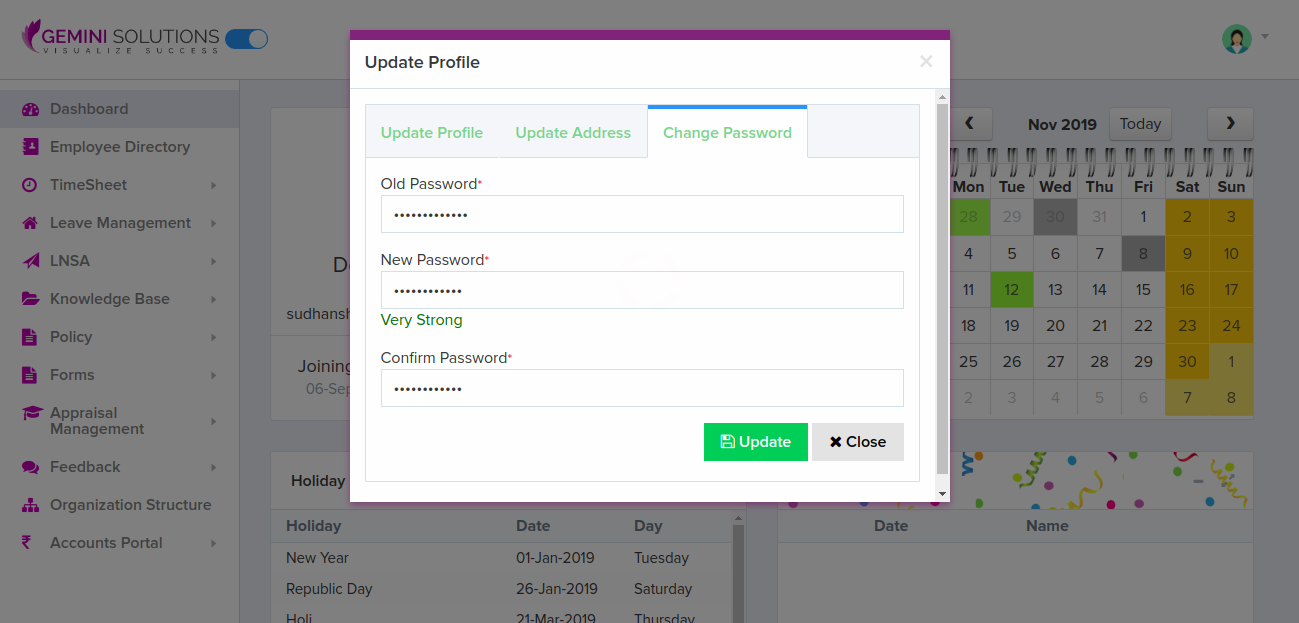 GEMINI SOLUTIONS
VISUALIZE SUCCESS
Dashboard
Employee Directory
TimeSheet
Leave Management
LNSA
Knowledge Base
Policy
Forms
Appraisal
Management
Feedback
Organization Structure
Accounts Portal
Update Profile
Update Profile Update Address Change Password
Old Password*
•••••••••••••
New Password*
••••••••••••
Very Strong
Confirm Password*
••••••••••••
Update Close
sudhansh
Joining
06-Sep
Nov 2019 Today
Mon Tue Wed Thu Fri Sat Sun
28 29 30 31 1 2 3
4 5 6 7 8 9 10
11 12 13 14 15 16 17
18 19 20 21 22 23 24
25 26 27 28 29 30 1
2 3 4 5 6 7 8
Holiday
Holiday Date Day
New Year 01-Jan-2019 Tuesday
Republic Day 26-Jan-2019 Saturday
Holi 21-Mar-2019 Thursday
Date Name